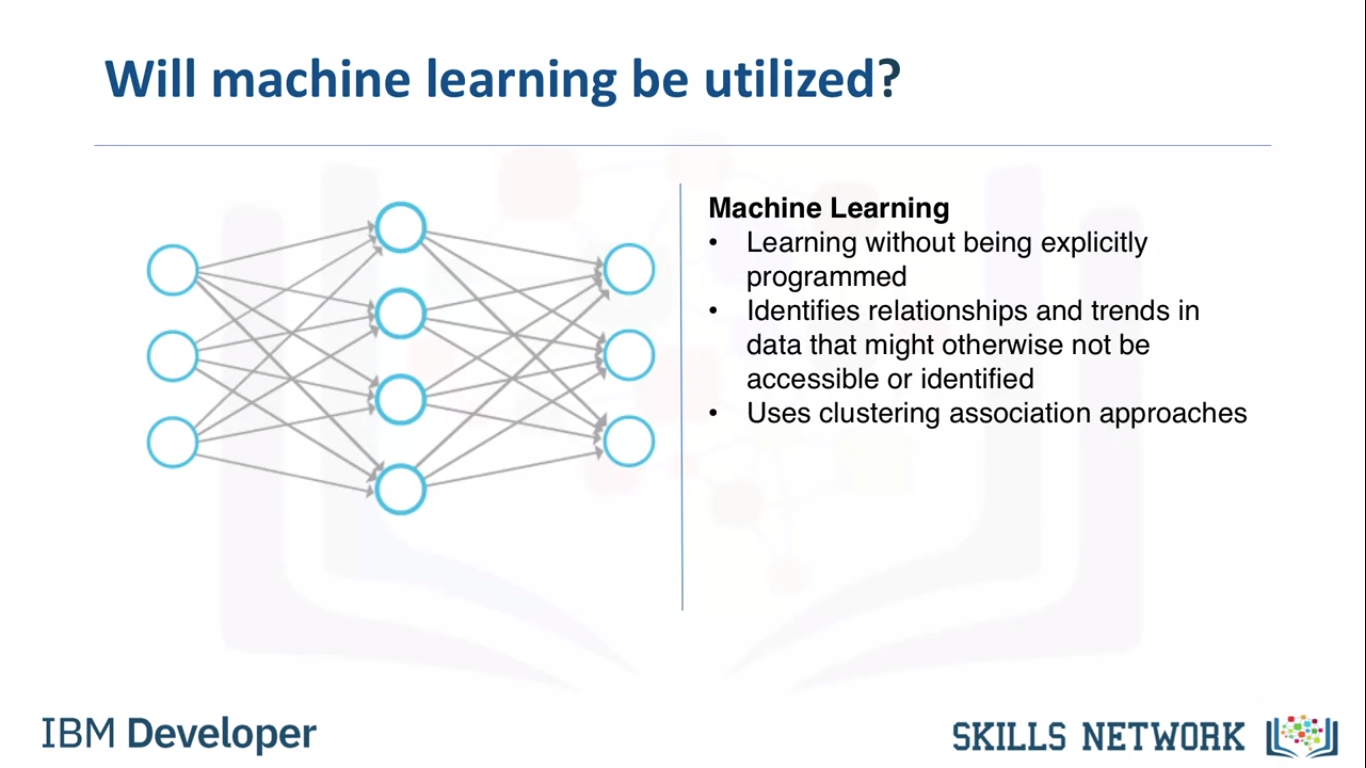 Will machine learning be utilized?
Machine Learning
• Learning without being explicitly
programmed
• Identifies relationships and trends in
data that might otherwise not be
accessible or identified
• Uses clustering association approaches
IBM Developer
SKILLS NETWORK